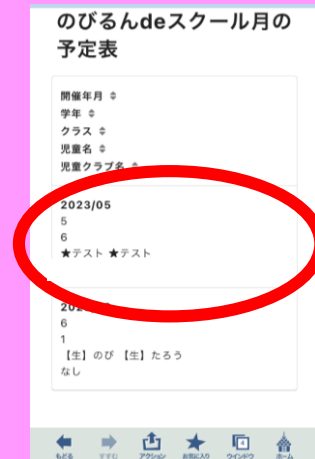 のびるんdeスクール月の
予定表
開催年月
学年
クラス
児童名
児童クラブ名
2023/05
5
6
★テスト ★テスト
6
1
【生】のび 【生】たろう
なし
もどる すすむ アクション お気に入り ウインドウ ホーム